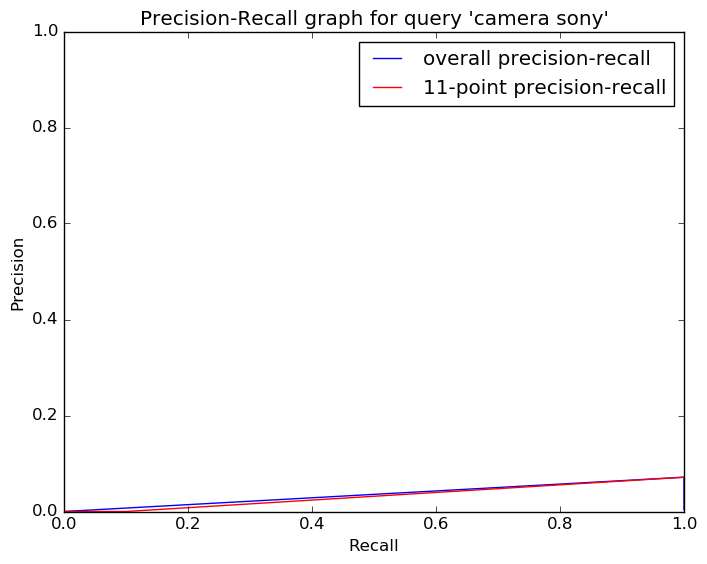 Precision-Recall graph for query 'camera sony'
overall precision-recall
11-point precision-recall
1.0
0.8
0.6
0.4
0.2
0.0
Precision
0.0 0.2 0.4 0.6 0.8 1.0
Recall